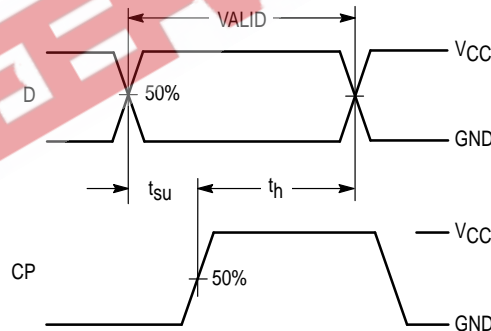 VALID
VCC
D
50%
GND
tsu
th
VCC
CP
50%
GND